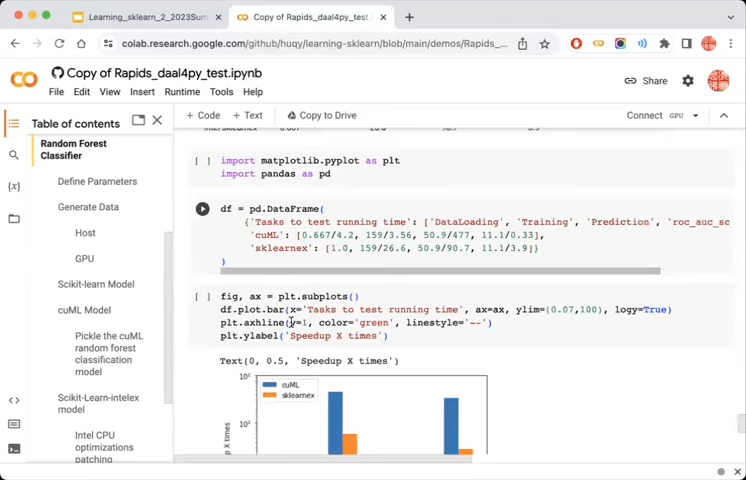 Learning_sklearn_2_2023Sum
Copy of Rapids_daal4py_test.i
colab.research.google.com/github/huqy/learning-sklearn/blob/main/demos/Rapids_...
Copy of Rapids_daal4py_test.ipynb
Share
File Edit View Insert Runtime Tools Help
Table of contents
+ Code + Text Copy to Drive
Connect GPU
Random Forest
Classifier
Define Parameters
Generate Data
Host
GPU
Scikit-learn Model
cuML Model
Pickle the cuML
random forest
classification
model
Scikit-Learn-intelex
model
Intel CPU
optimizations
patching
[ ] import matplotlib.pyplot as plt
import pandas as pd
df = pd.DataFrame(
{'Tasks to test running time': ['DataLoading', 'Training', 'Prediction', 'roc_auc_sc
'cuML': [0.667/4.2, 159/3.56, 50.9/477, 11.1/0.33],
'sklearnex': [1.0, 159/26.6, 50.9/90.7, 11.1/3.9]}
)
[ ] fig, ax = plt.subplots()
df.plot.bar(x='Tasks to test running time', ax=ax, ylim=(0.07,100), logy=True)
plt.axhline(y=1, color='green', linestyle='--')
plt.ylabel('Speedup X times')
Text(0, 0.5, 'Speedup X times')
10²
10¹
cuML
sklearnex
p X times